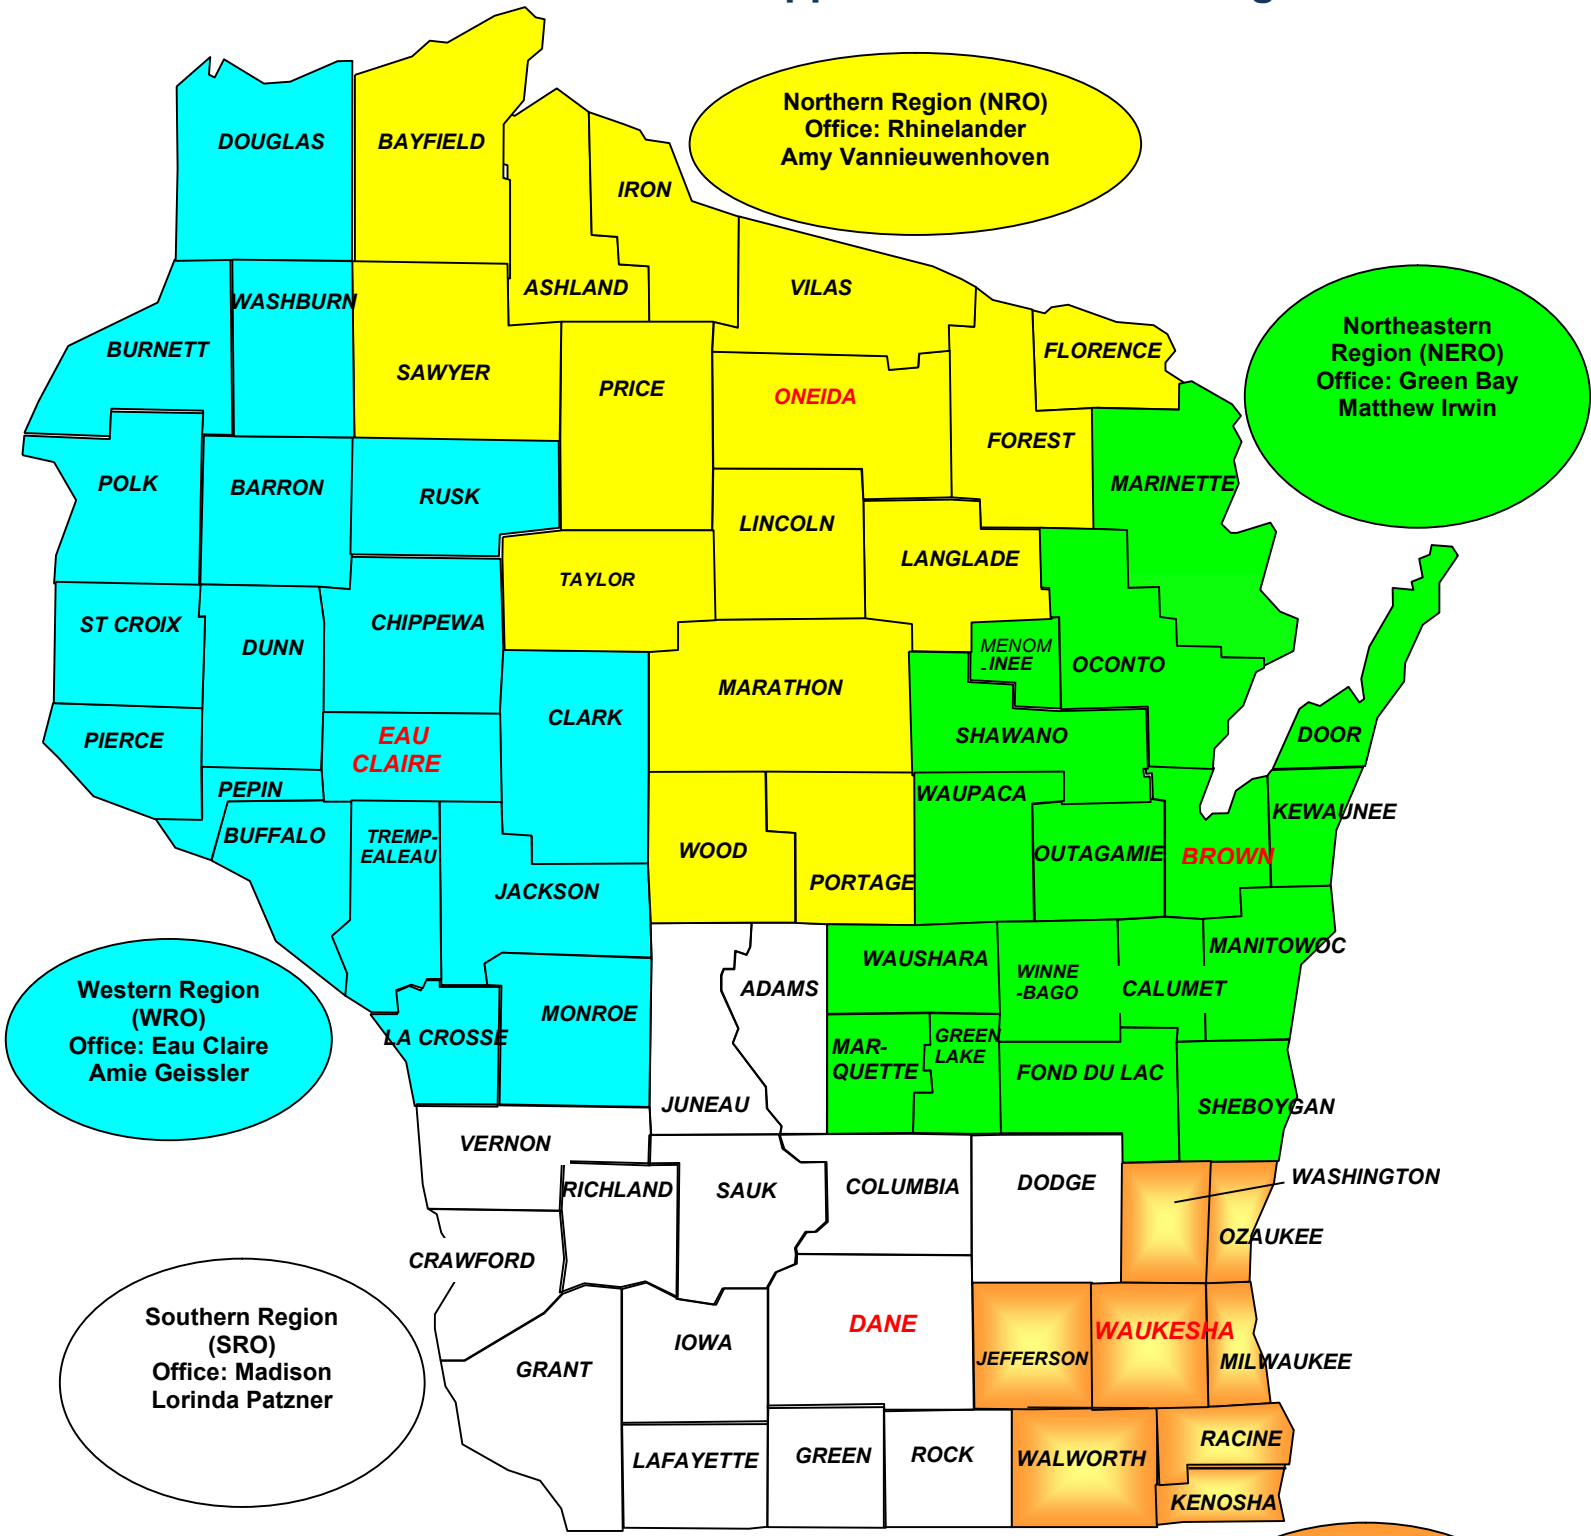 Northern Region (NRO)
Office: Rhinelander
Amy Vannieuwenhoven
DOUGLAS
BAYFIELD
IRON
ASHLAND
VILAS
WASHBURN
BURNETT
SAWYER
PRICE
ONEIDA
FLORENCE
FOREST
Northeastern
Region (NERO)
Office: Green Bay
Matthew Irwin
POLK
BARRON
RUSK
LINCOLN
MARINETTE
TAYLOR
LANGLADE
ST CROIX
DUNN
CHIPPEWA
MENOM
-INEE
OCONTO
MARATHON
CLARK
PIERCE
EAU
CLAIRE
SHAWANO
DOOR
PEPIN
WAUPACA
KEWAUNEE
BUFFALO
TREMP-
EALEAU
WOOD
OUTAGAMIE
BROWN
JACKSON
PORTAGE
Western Region
(WRO)
Office: Eau Claire
Amie Geissler
WAUSHARA
WINNE
-BAGO
CALUMET
MANITOWOC
ADAMS
LA CROSSE
MONROE
MAR-
QUETTE
GREEN
LAKE
FOND DU LAC
JUNEAU
SHEBOYGAN
VERNON
RICHLAND
SAUK
COLUMBIA
DODGE
WASHINGTON
OZAUKEE
CRAWFORD
Southern Region
(SRO)
Office: Madison
Lorinda Patzner
GRANT
IOWA
DANE
JEFFERSON
WAUKESHA
MILWAUKEE
LAFAYETTE
GREEN
ROCK
WALWORTH
RACINE
KENOSHA